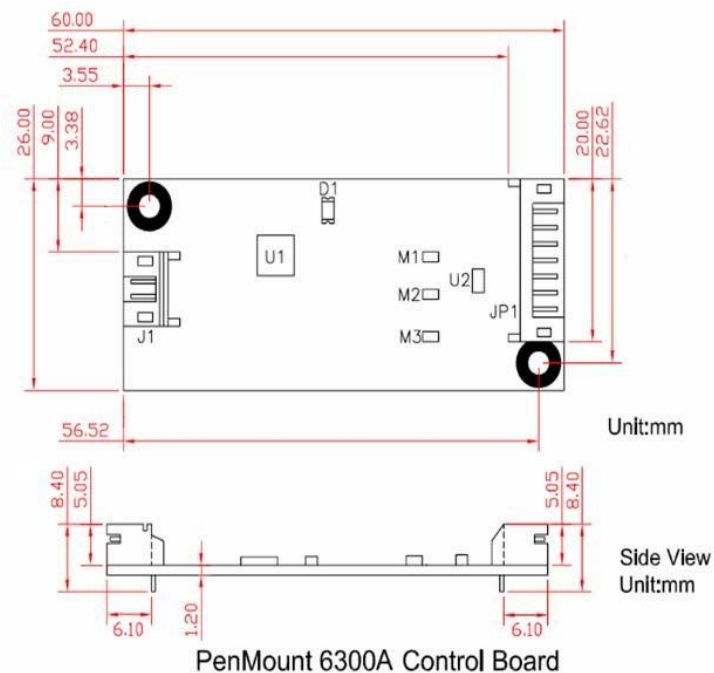 60.00
52.40
3.55
26.00
9.00
3.38
20.00
22.62
D1
U1
M1
U2
M2
JP1
J1
M3
56.52
Unit:mm
8.40
5.05
5.05
8.40
Side View
Unit:mm
6.10
1.20
6.10
PenMount 6300A Control Board